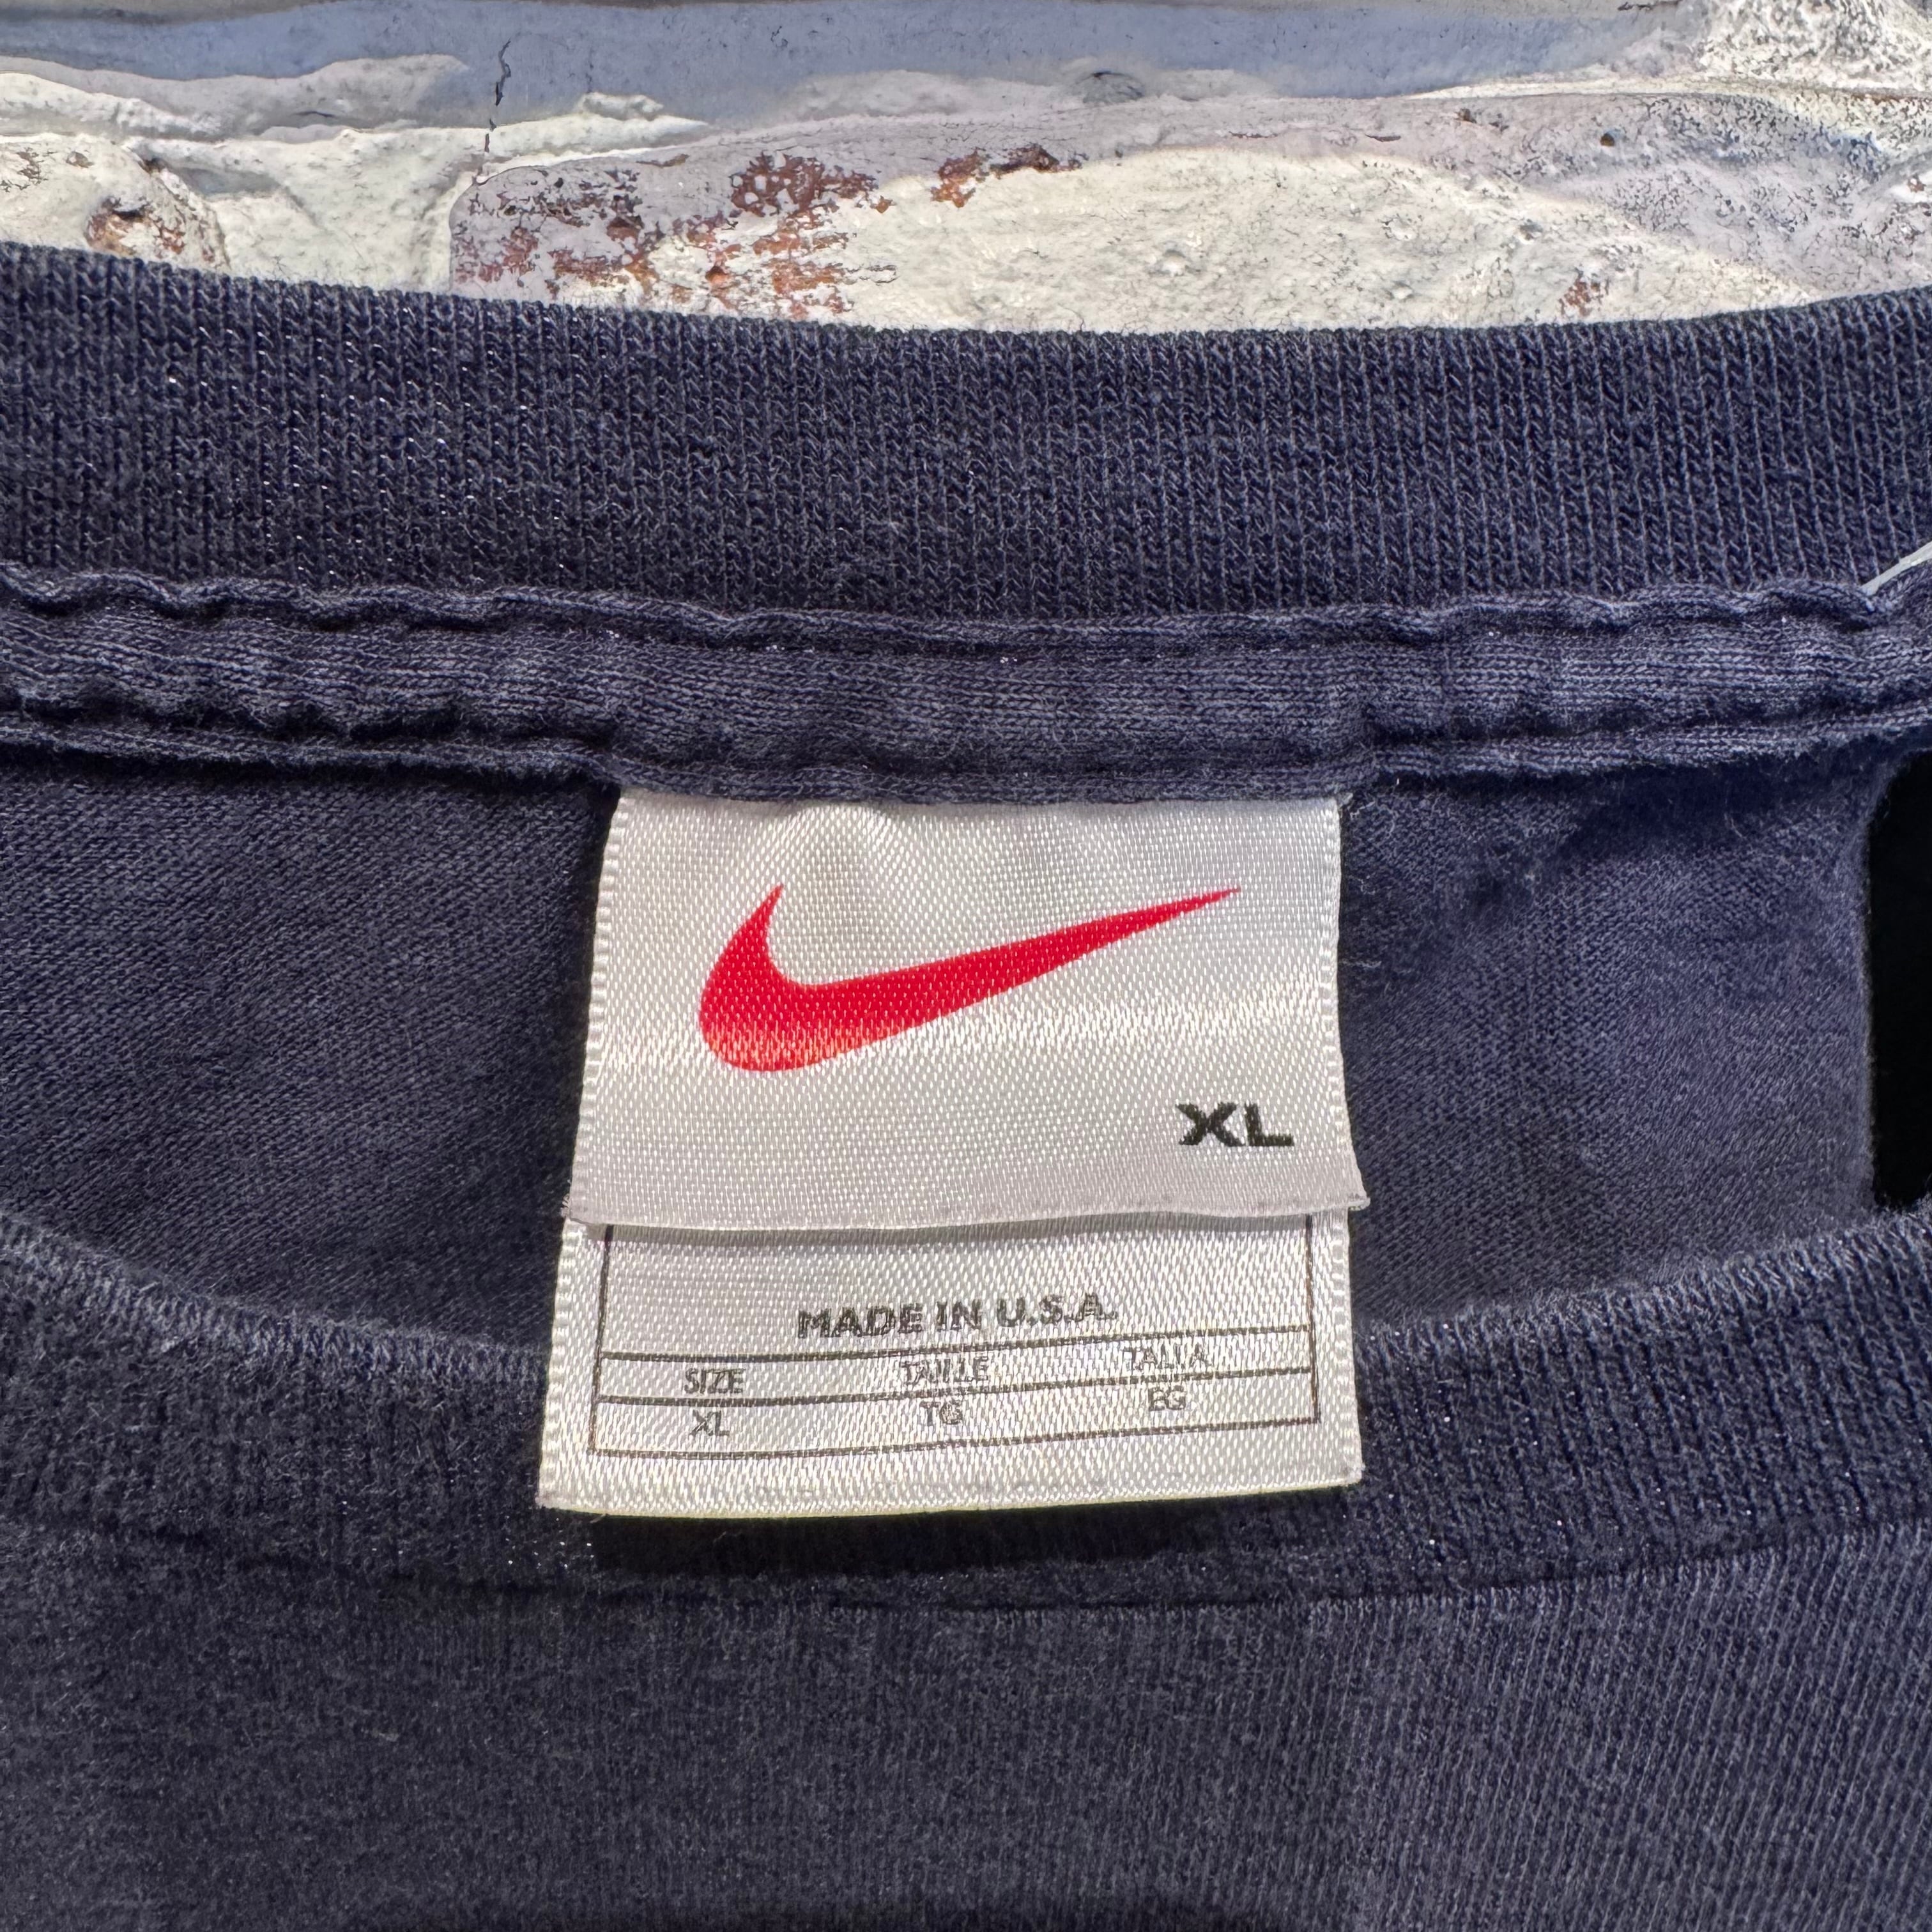 XL
MADE IN U.S.A.
SIZE TAILLE TALLA
XL TG EG